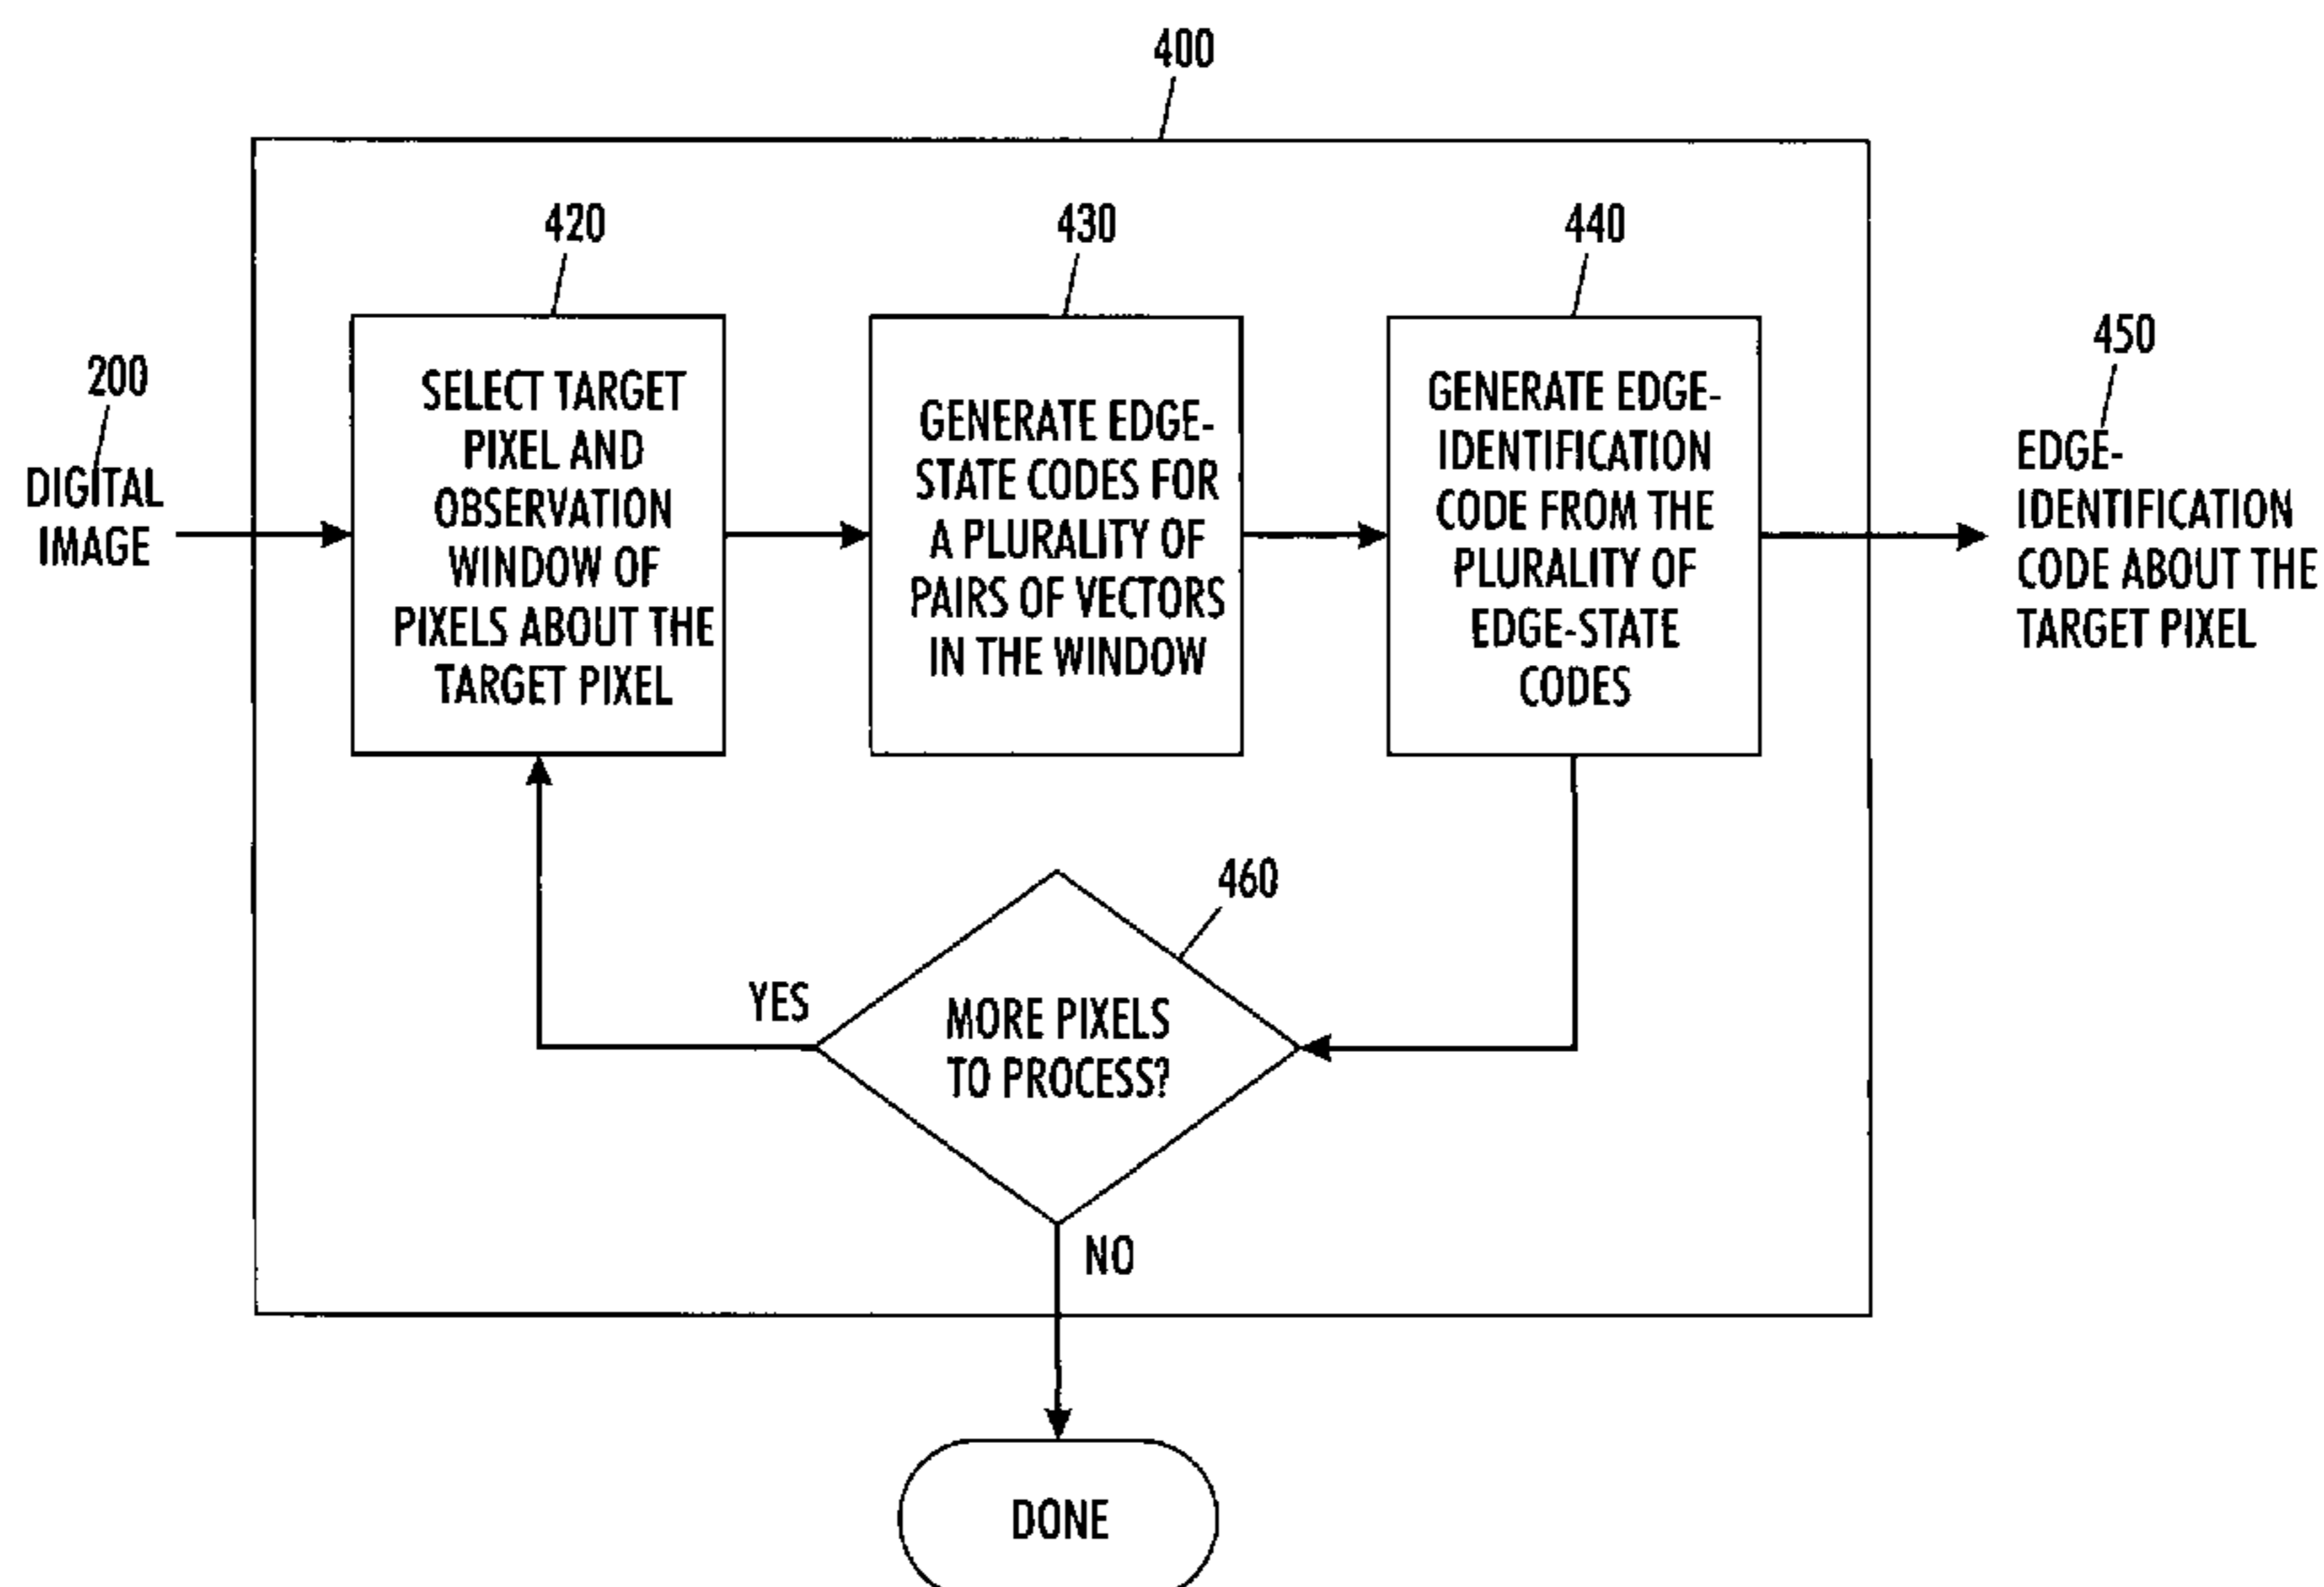 400
420
430
440
200
DIGITAL
IMAGE
SELECT TARGET
PIXEL AND
OBSERVATION
WINDOW OF
PIXELS ABOUT THE
TARGET PIXEL
GENERATE EDGE-
STATE CODES FOR
A PLURALITY OF
PAIRS OF VECTORS
IN THE WINDOW
GENERATE EDGE-
IDENTIFICATION
CODE FROM THE
PLURALITY OF
EDGE-STATE
CODES
450
EDGE-
IDENTIFICATION
CODE ABOUT THE
TARGET PIXEL
460
YES
MORE PIXELS
TO PROCESS?
NO
DONE